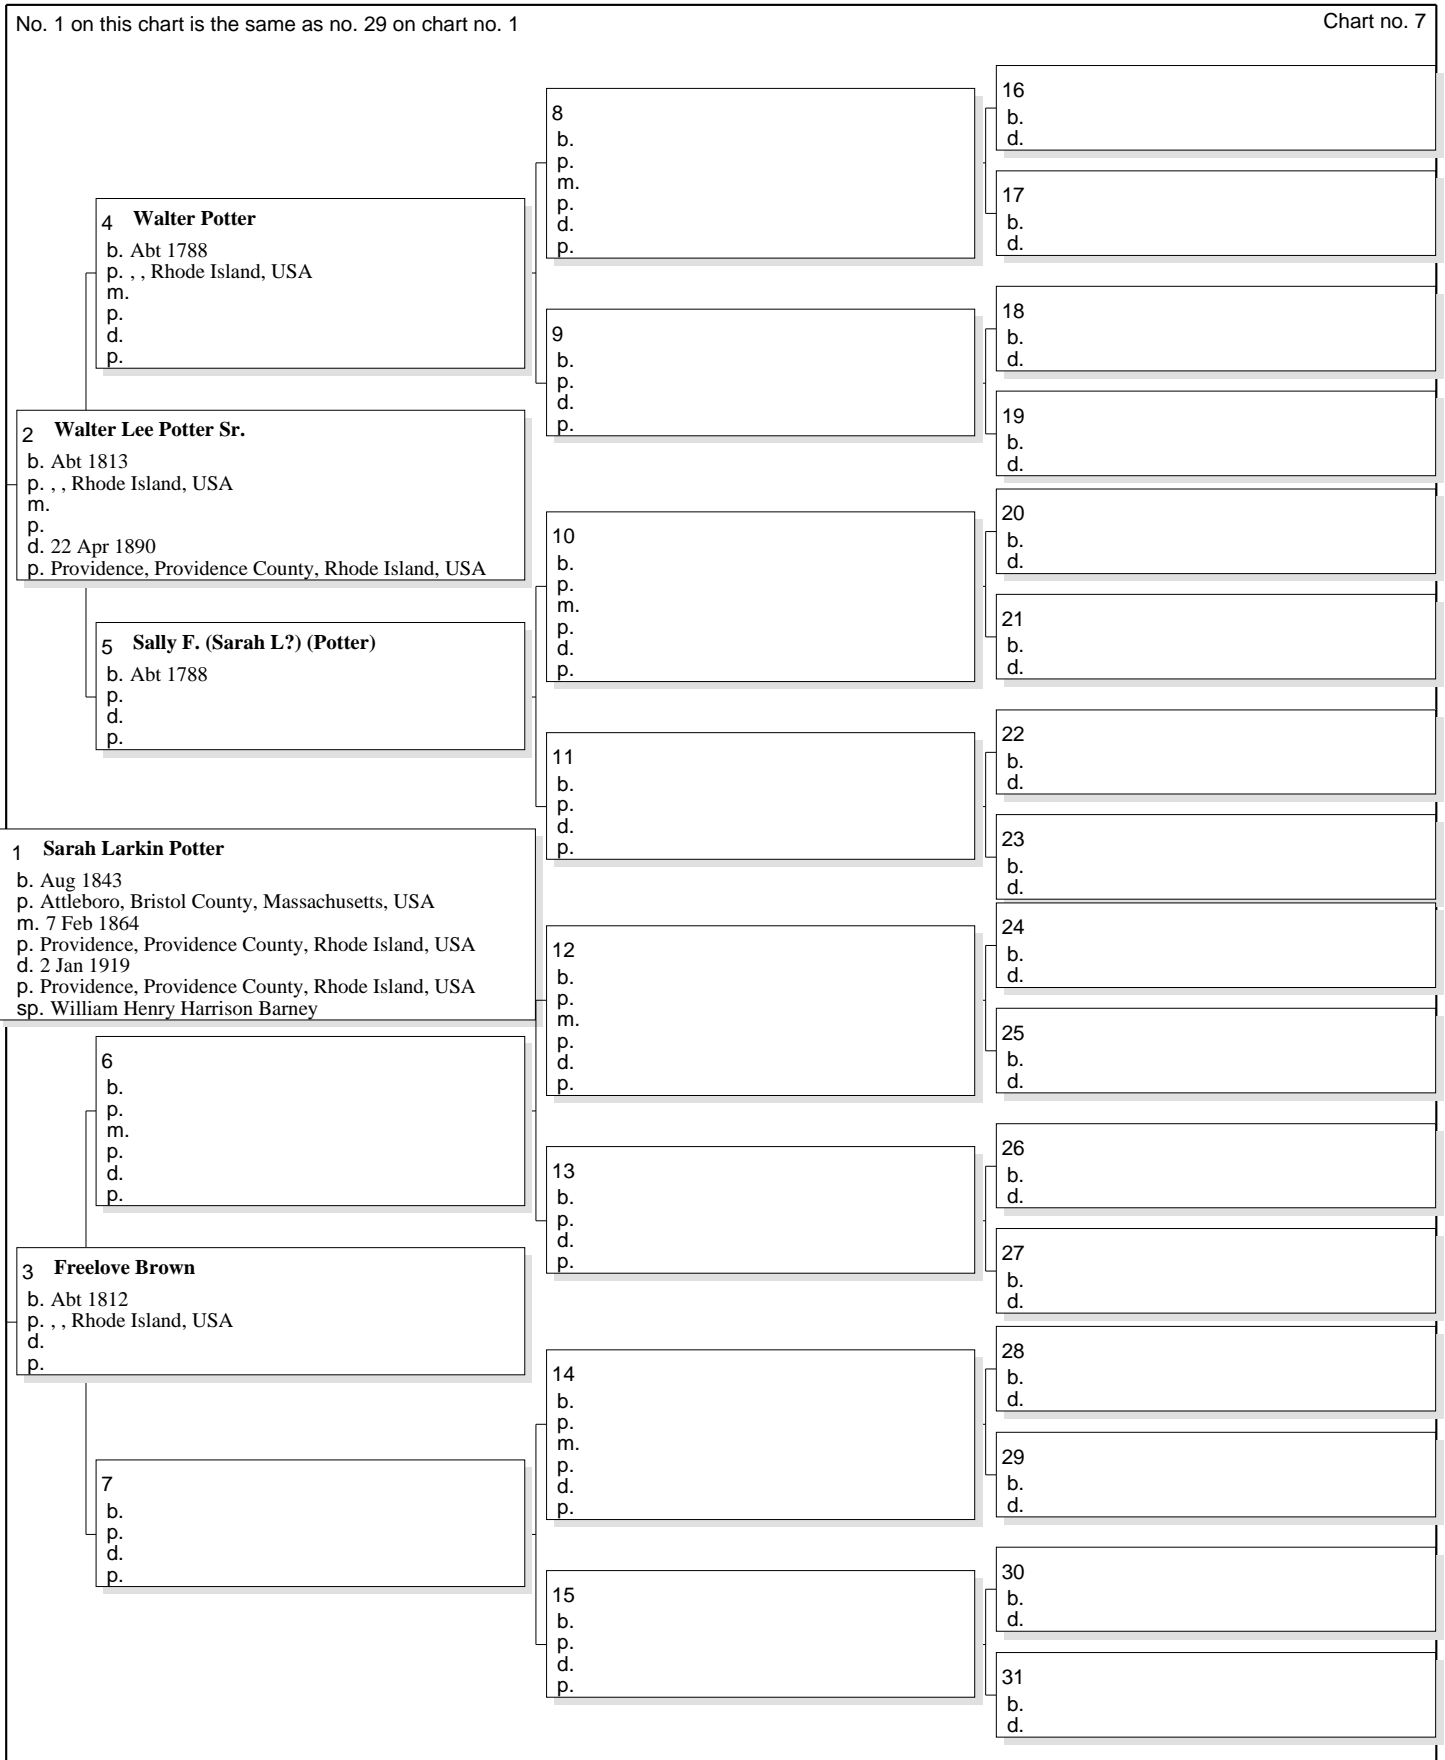 No. 1 on this chart is the same as no. 29 on chart no. 1
Chart no. 7
4 Walter Potter
b. Abt 1788
p. , , Rhode Island, USA
m.
p.
d.
p.
2 Walter Lee Potter Sr.
b. Abt 1813
p. , , Rhode Island, USA
m.
p.
d. 22 Apr 1890
p. Providence, Providence County, Rhode Island, USA
5 Sally F. (Sarah L?) (Potter)
b. Abt 1788
p.
d.
p.
1 Sarah Larkin Potter
b. Aug 1843
p. Attleboro, Bristol County, Massachusetts, USA
m. 7 Feb 1864
p. Providence, Providence County, Rhode Island, USA
d. 2 Jan 1919
p. Providence, Providence County, Rhode Island, USA
sp. William Henry Harrison Barney
6
b.
p.
m.
p.
d.
p.
3 Freelove Brown
b. Abt 1812
p. , , Rhode Island, USA
d.
p.
7
b.
p.
d.
p.
8
b.
p.
m.
p.
d.
p.
9
b.
p.
d.
p.
10
b.
p.
m.
p.
d.
p.
11
b.
p.
d.
p.
12
b.
p.
m.
p.
d.
p.
13
b.
p.
d.
p.
14
b.
p.
m.
p.
d.
p.
15
b.
p.
d.
p.
16
b.
d.
17
b.
d.
18
b.
d.
19
b.
d.
20
b.
d.
21
b.
d.
22
b.
d.
23
b.
d.
24
b.
d.
25
b.
d.
26
b.
d.
27
b.
d.
28
b.
d.
29
b.
d.
30
b.
d.
31
b.
d.